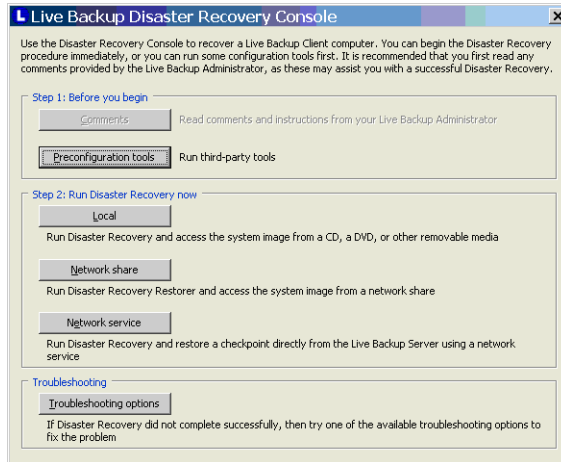 L Live Backup Disaster Recovery Console
Use the Disaster Recovery Console to recover a Live Backup Client computer. You can begin the Disaster Recovery
procedure immediately, or you can run some configuration tools first. It is recommended that you first read any
comments provided by the Live Backup Administrator, as these may assist you with a successful Disaster Recovery.
Step 1: Before you begin
Comments Read comments and instructions from your Live Backup Administrator
Preconfiguration tools Run third-party tools
Step 2: Run Disaster Recovery now
Local
Run Disaster Recovery and access the system image from a CD, a DVD, or other removable media
Network share
Run Disaster Recovery Restorer and access the system image from a network share
Network service
Run Disaster Recovery and restore a checkpoint directly from the Live Backup Server using a network
service
Troubleshooting
Troubleshooting options
If Disaster Recovery did not complete successfully, then try one of the available troubleshooting options to
fix the problem